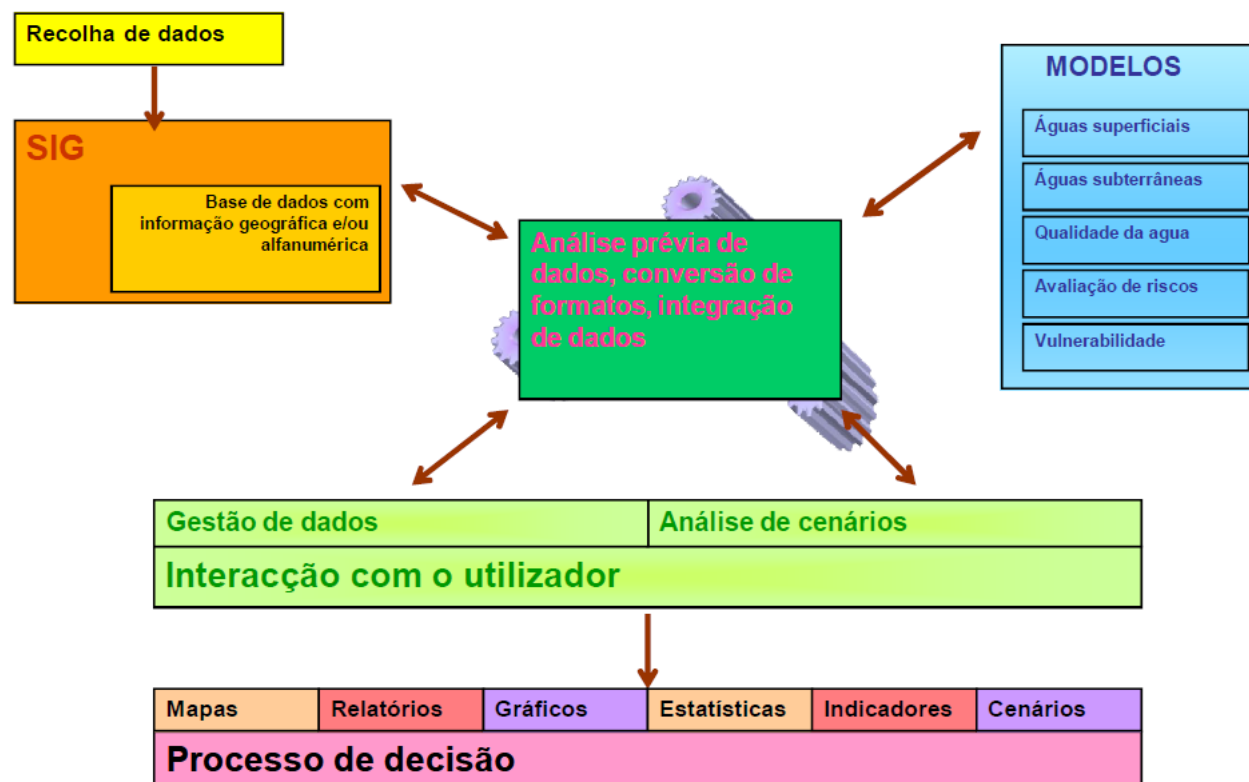 Recolha de dados
SIG
Base de dados com
informação geográfica e/ou
alfanumérica
Análise prévia de
dados, conversão de
formatos, integração
de dados
MODELOS
Águas superficiais
Águas subterrâneas
Qualidade da agua
Avaliação de riscos
Vulnerabilidade
Gestão de dados
Análise de cenários
Interacção com o utilizador
Mapas
Relatórios
Gráficos
Estatísticas
Indicadores
Cenários
Processo de decisão